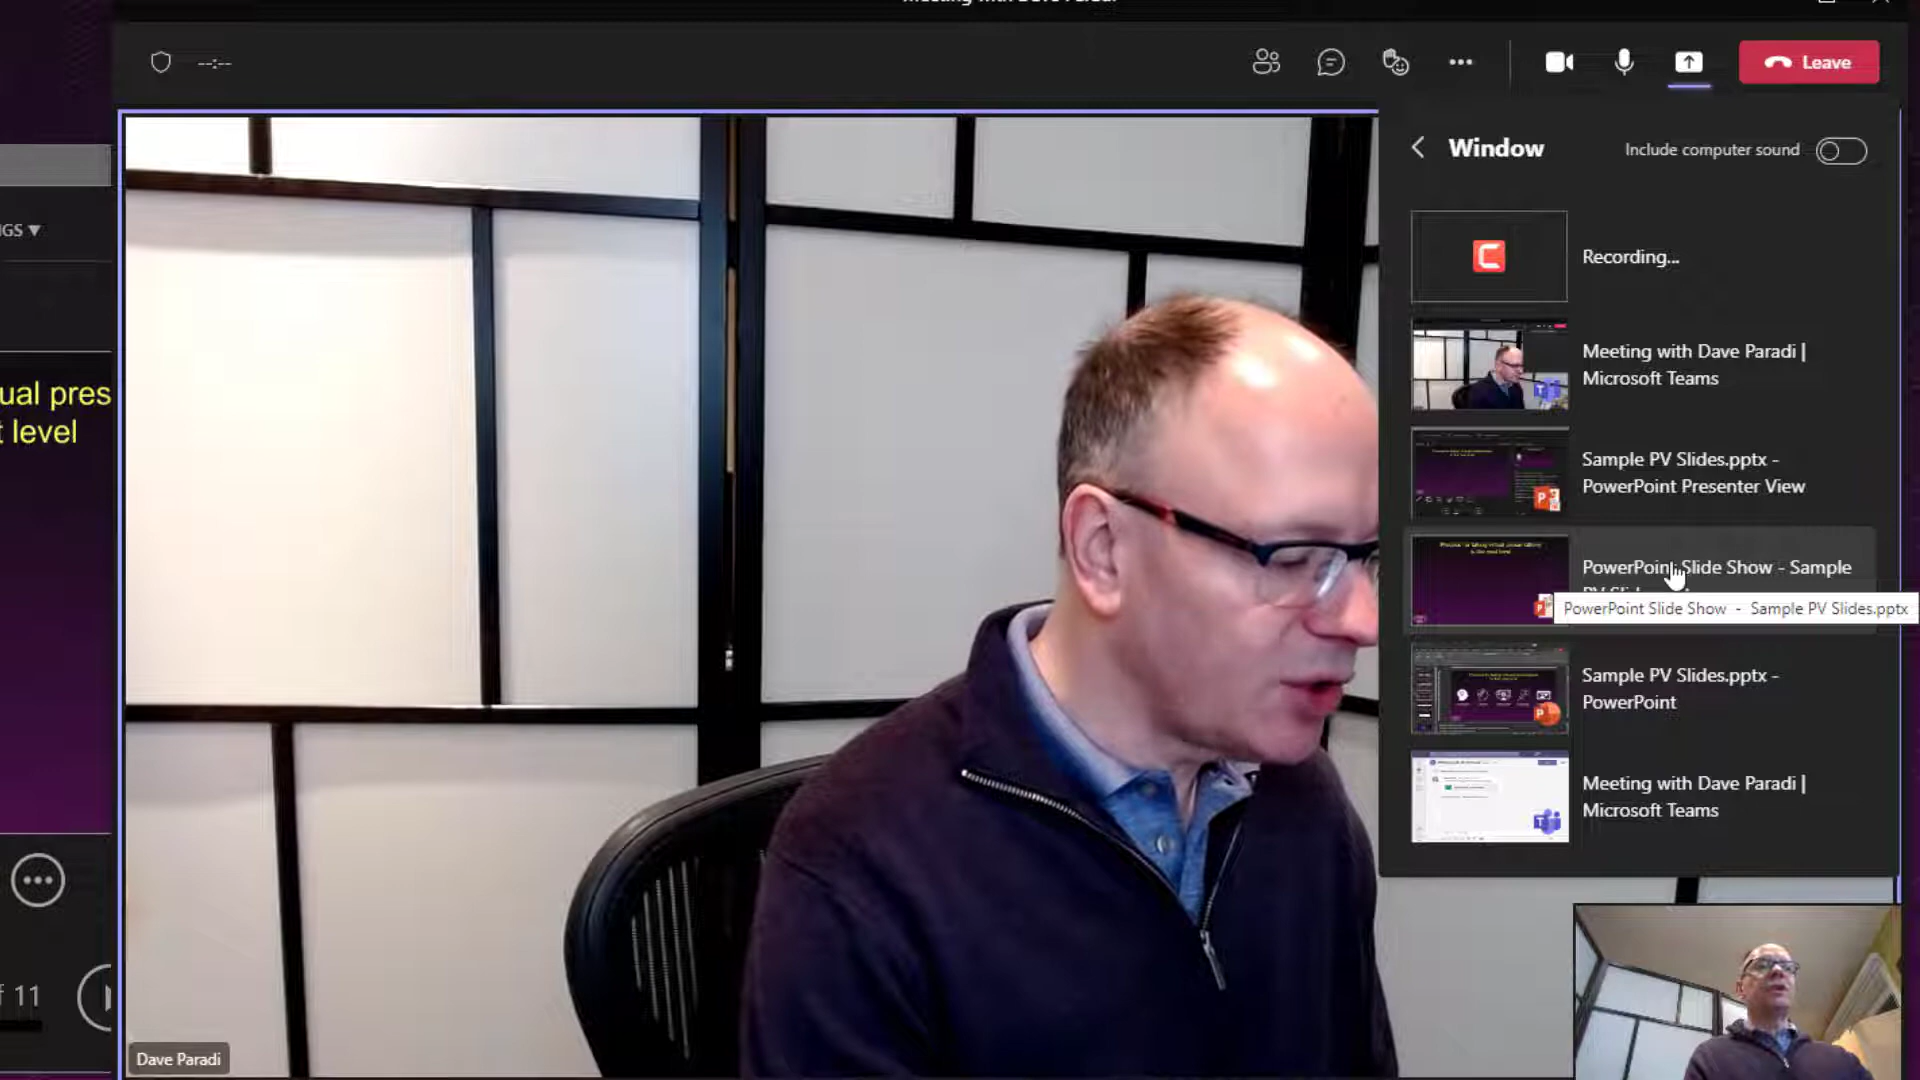 Leave
--:--
Window
Include computer sound
GS ▼
Recording...
Meeting with Dave Paradi |
Microsoft Teams
ual pres
t level
Sample PV Slides.pptx -
PowerPoint Presenter View
PowerPoint Slide Show - Sample
PowerPoint Slide Show - Sample PV Slides.pptx
Sample PV Slides.pptx -
PowerPoint
Meeting with Dave Paradi |
Microsoft Teams
f 11
Dave Paradi